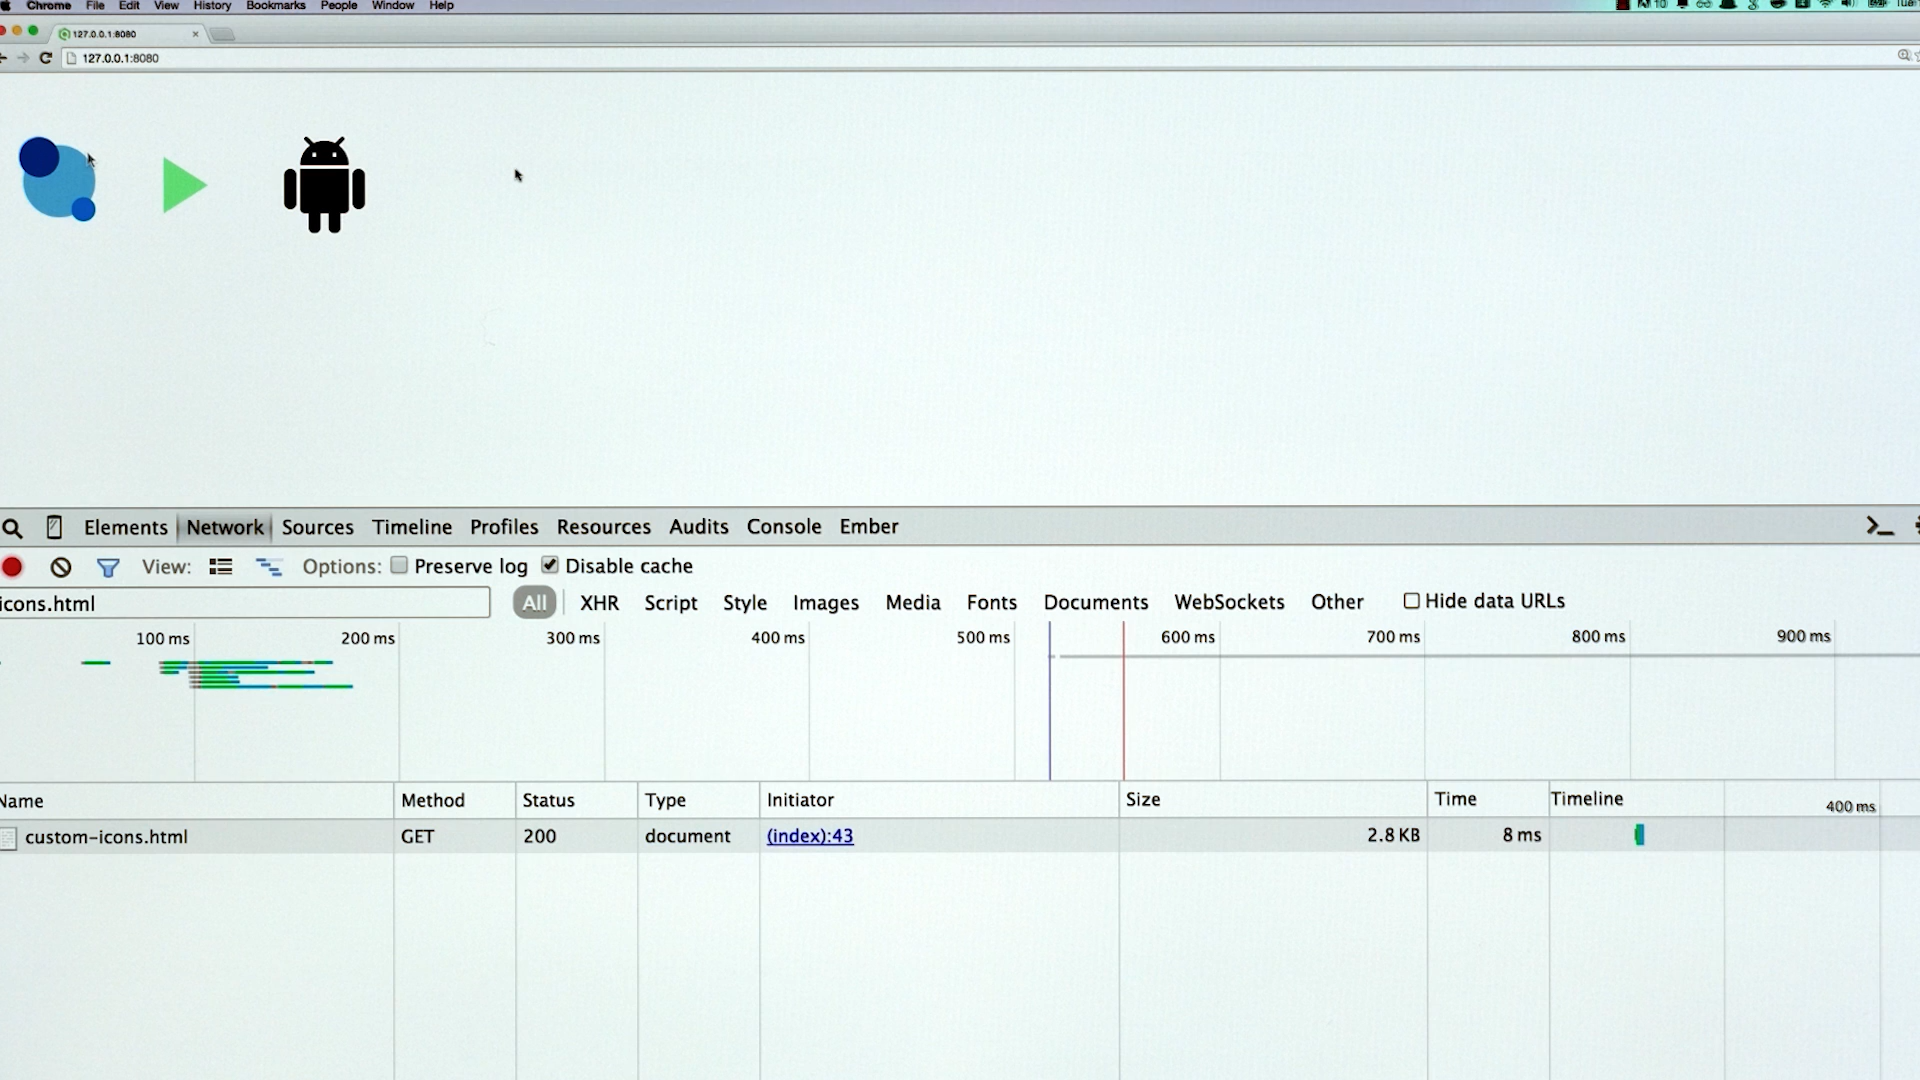 Chrome File Edit View History Bookmarks People Window Help
127.0.0.1:8080
127.0.0.1:8080
Elements Network Sources Timeline Profiles Resources Audits Console Ember
View: Options: Preserve log Disable cache
icons.html All XHR Script Style Images Media Fonts Documents WebSockets Other Hide data URLs
100 ms 200 ms 300 ms 400 ms 500 ms 600 ms 700 ms 800 ms 900 ms
Name Method Status Type Initiator Size Time Timeline 400 ms
custom-icons.html GET 200 document (index):43 2.8 KB 8 ms